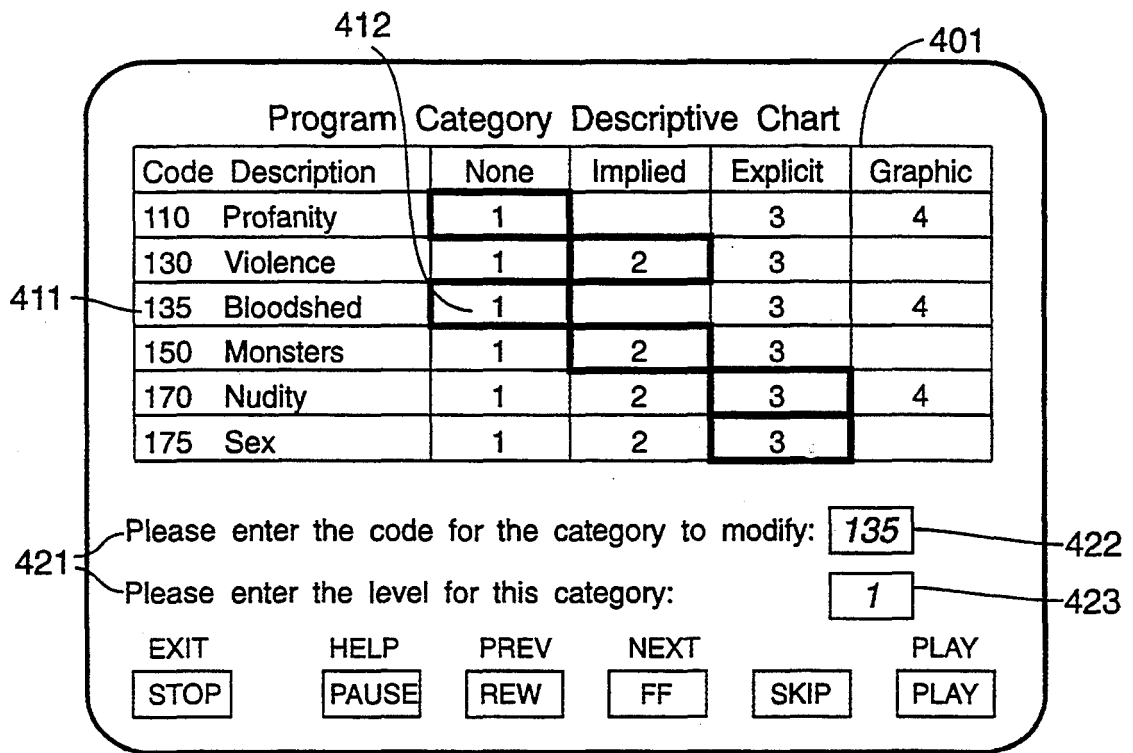 412
401
Program Category Descriptive Chart
Code Description None Implied Explicit Graphic
110 Profanity 1 3 4
130 Violence 1 2 3
411 135 Bloodshed 1 3 4
150 Monsters 1 2 3
170 Nudity 1 2 3 4
175 Sex 1 2 3
Please enter the code for the category to modify: 135 422
421
Please enter the level for this category: 1 423
EXIT HELP PREV NEXT PLAY
STOP PAUSE REW FF SKIP PLAY